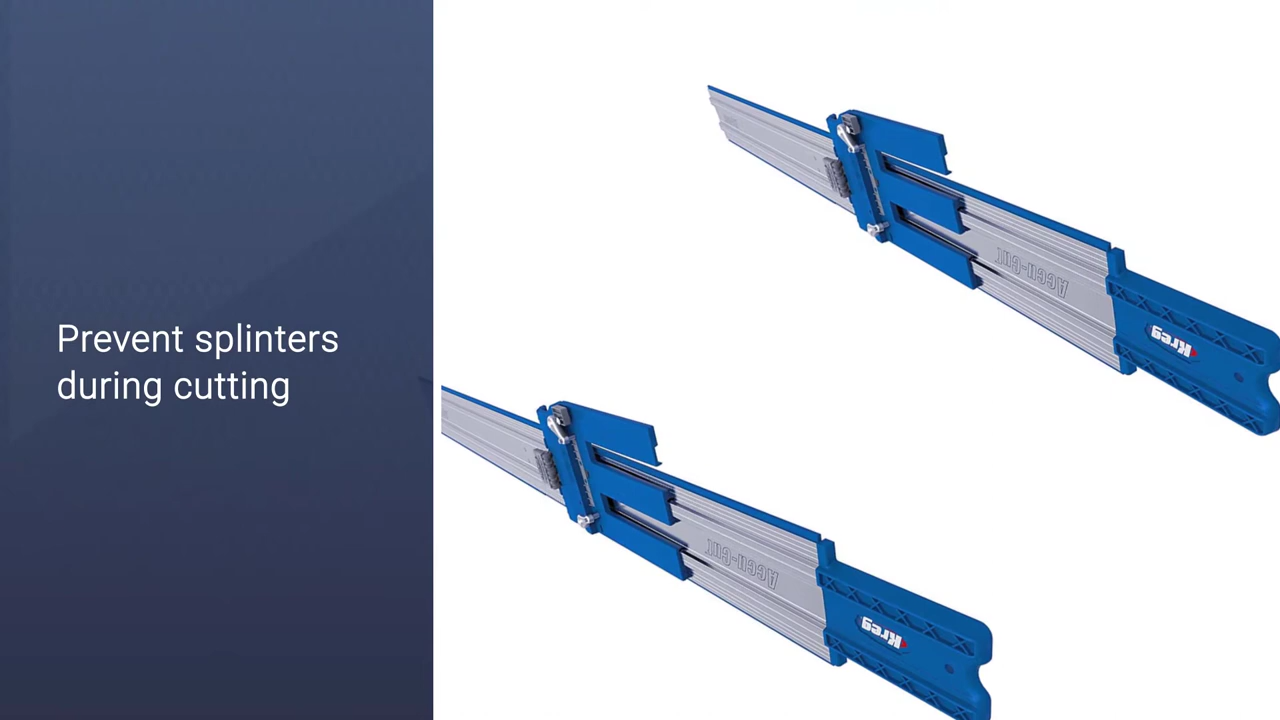 Prevent splinters
during cutting
Accu-Cut
Kreg
Accu-Cut
Kreg